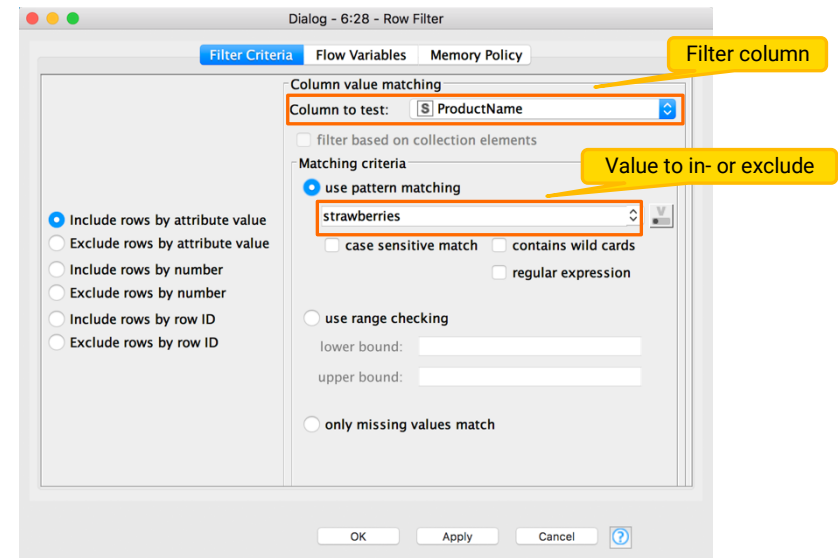 Dialog - 6:28 - Row Filter
Filter Criteria Flow Variables Memory Policy
Filter column
Column value matching
Column to test: S ProductName
filter based on collection elements
Matching criteria
Value to in- or exclude
use pattern matching
strawberries
V
case sensitive match contains wild cards
regular expression
Include rows by attribute value
Exclude rows by attribute value
Include rows by number
Exclude rows by number
Include rows by row ID
Exclude rows by row ID
use range checking
lower bound:
upper bound:
only missing values match
OK Apply Cancel ?